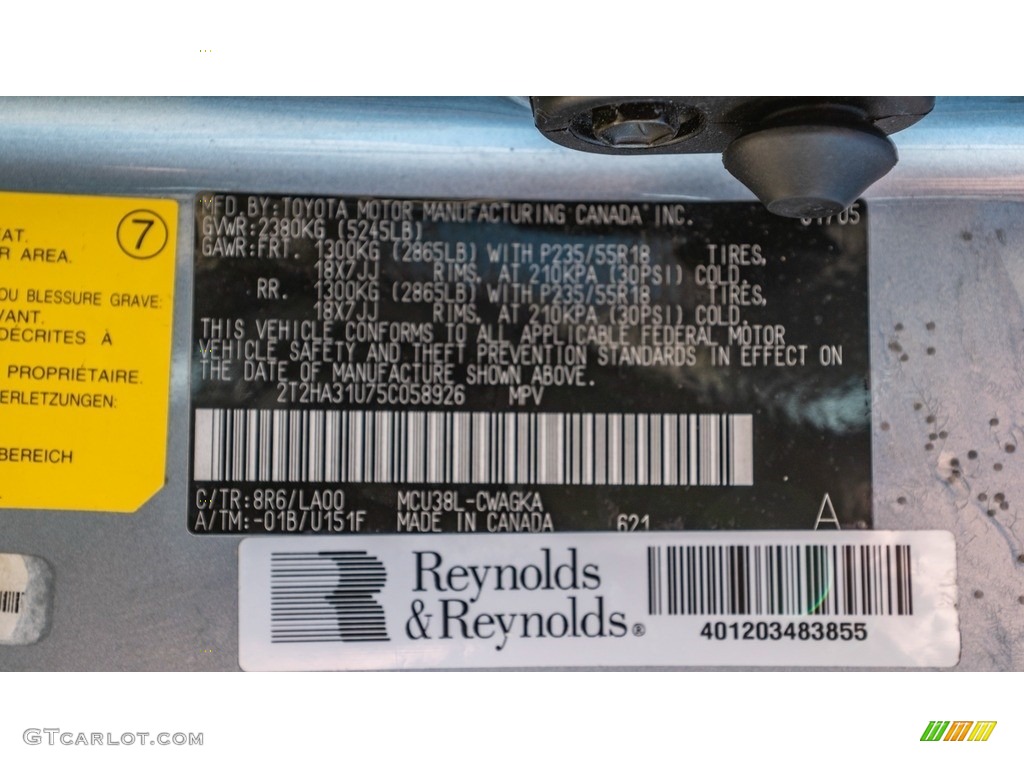 MFD. BY:TOYOTA MOTOR MANUFACTURING CANADA INC.
GVWR:2380KG (5245LB)
GAWR:FRT. 1300KG (2865LB) WITH P235/55R18 TIRES,
18X7JJ RIMS, AT 210KPA (30PSI) COLD,
RR. 1300KG (2865LB) WITH P235/55R18 TIRES,
18X7JJ RIMS, AT 210KPA (30PSI) COLD.
THIS VEHICLE CONFORMS TO ALL APPLICABLE FEDERAL MOTOR
VEHICLE SAFETY AND THEFT PREVENTION STANDARDS IN EFFECT ON
THE DATE OF MANUFACTURE SHOWN ABOVE.
2T2HA31U75C058926 MPV
C/TR:8R6/LA00 MCU38L-CWAGKA
A/TM:-01B/U151F MADE IN CANADA 621 A
7
EAT.
R AREA.
OU BLESSURE GRAVE:
VANT.
DÉCRITES À
PROPRIÉTAIRE.
ERLETZUNGEN:
BEREICH
Reynolds
& Reynolds®
401203483855
GTCARLOT.COM